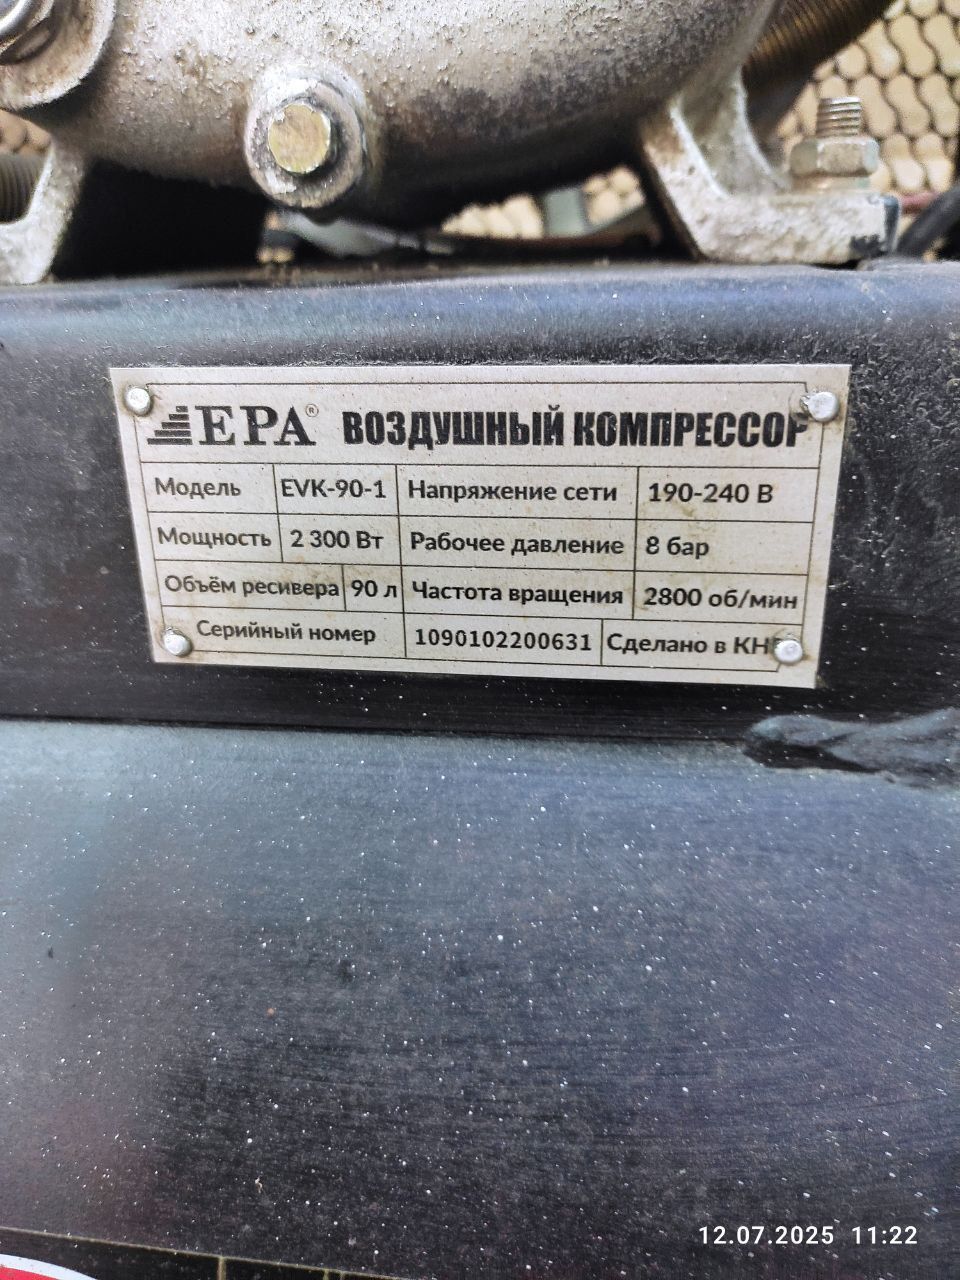 EPA® ВОЗДУШНЫЙ КОМПРЕССОР
Модель EVK-90-1 Напряжение сети 190-240 В
Мощность 2 300 Вт Рабочее давление 8 бар
Объём ресивера 90 л Частота вращения 2800 об/мин
Серийный номер 1090102200631 Сделано в КНР
12.07.2025 11:22